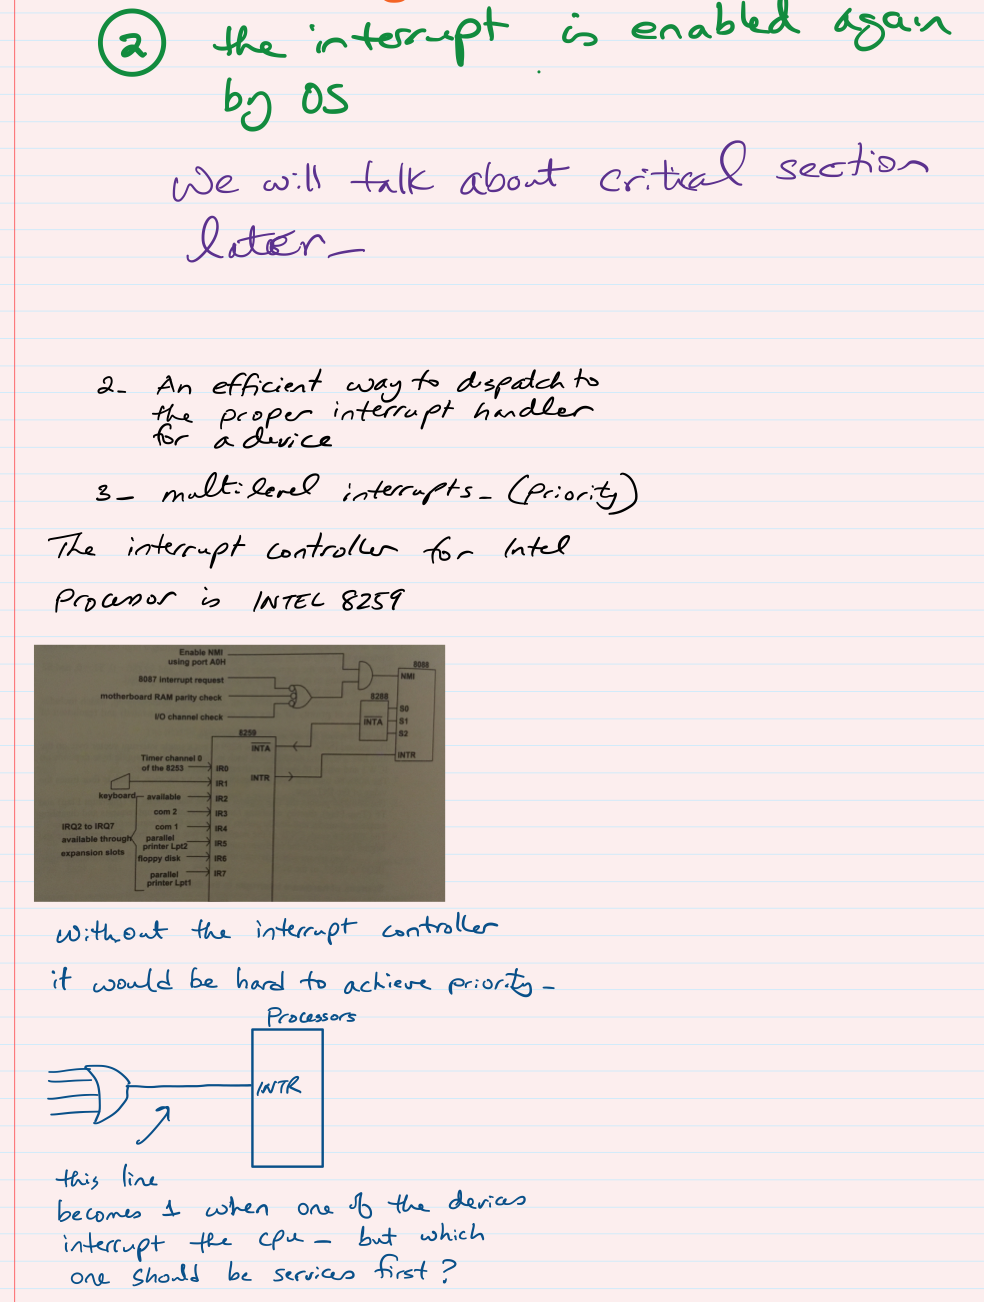 2 the interrupt is enabled again
by OS
We will talk about critical section
later_
2- An efficient way to dispatch to
the proper interrupt handler
for a device
3- multilevel interrupts - (Priority)
The interrupt controller for Intel
Processor is INTEL 8259
Enable NMI
using port A0H
8088
8087 interrupt request
NMI
motherboard RAM parity check
8288
S0
I/O channel check
INTA
S1
8259
S2
INTA
INTR
Timer channel 0
of the 8253
IR0
INTR
IR1
keyboard
available
IR2
com 2
IR3
IRQ2 to IRQ7
com 1
IR4
available through
parallel
printer Lpt2
IR5
expansion slots
floppy disk
IR6
parallel
printer Lpt1
IR7
without the interrupt controller
it would be hard to achieve priority -
Processors
INTR
this line
becomes 1 when one of the devices
interrupt the cpu - but which
one should be services first?